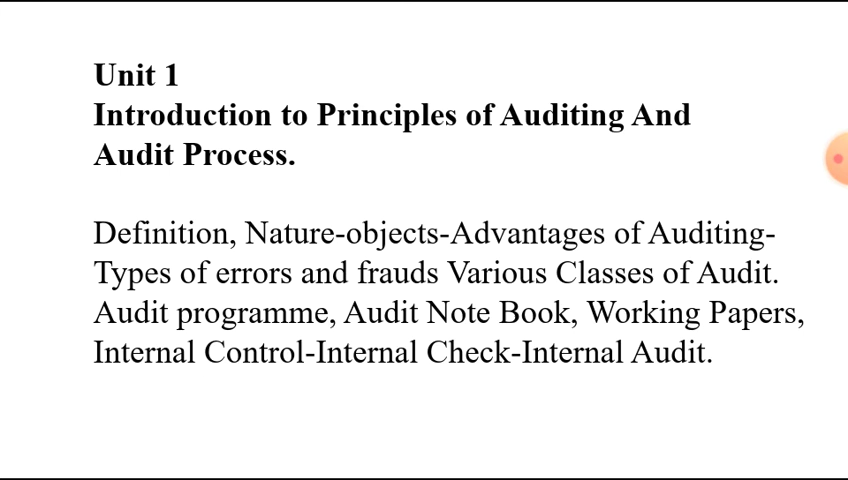 Unit 1
Introduction to Principles of Auditing And
Audit Process.
Definition, Nature-objects-Advantages of Auditing-
Types of errors and frauds Various Classes of Audit.
Audit programme, Audit Note Book, Working Papers,
Internal Control-Internal Check-Internal Audit.